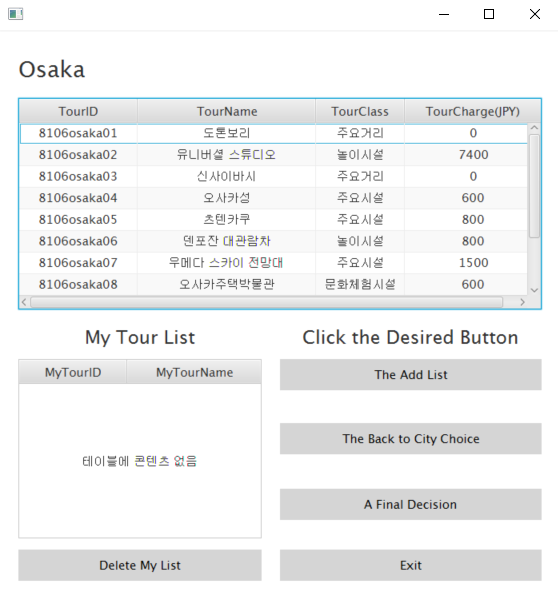 Osaka
TourID TourName TourClass TourCharge(JPY)
8106osaka01 도톤보리 주요거리 0
8106osaka02 유니버셜 스튜디오 놀이시설 7400
8106osaka03 신사이바시 주요거리 0
8106osaka04 오사카성 주요시설 600
8106osaka05 츠텐카쿠 주요시설 800
8106osaka06 덴포잔 대관람차 놀이시설 800
8106osaka07 우메다 스카이 전망대 주요시설 1500
8106osaka08 오사카주택박물관 문화체험시설 600
My Tour List
MyTourID MyTourName
테이블에 콘텐츠 없음
Delete My List
Click the Desired Button
The Add List
The Back to City Choice
A Final Decision
Exit